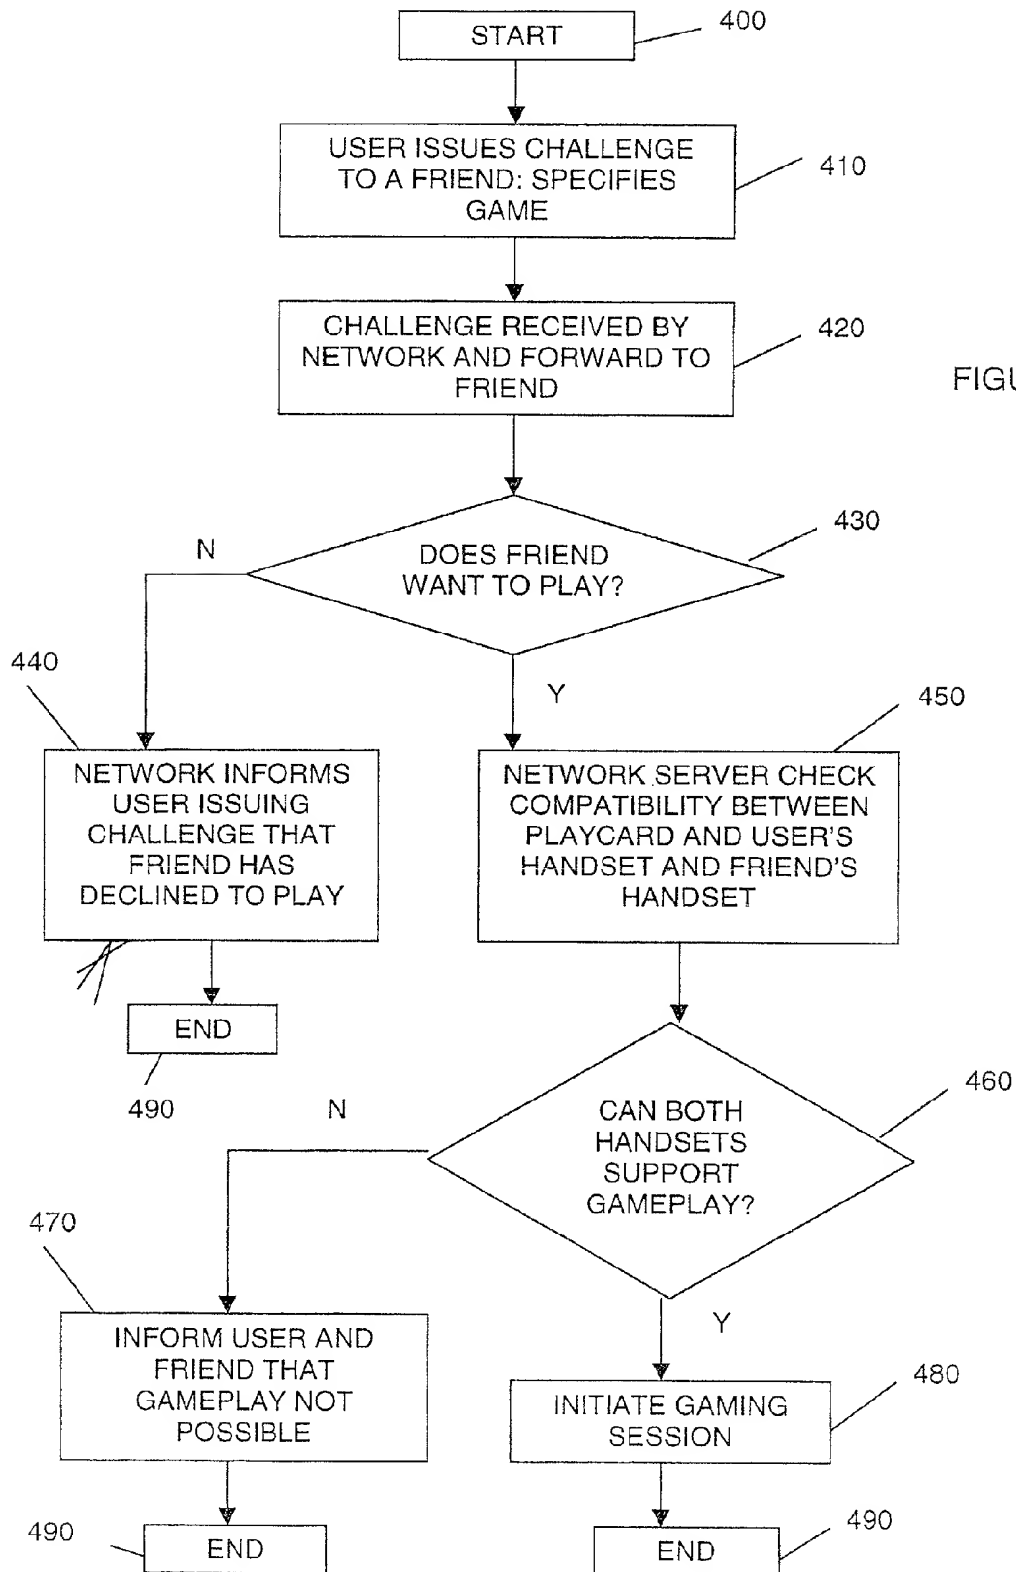 START
400
USER ISSUES CHALLENGE
TO A FRIEND: SPECIFIES
GAME
410
CHALLENGE RECEIVED BY
NETWORK AND FORWARD TO
FRIEND
420
FIGU
DOES FRIEND
WANT TO PLAY?
430
N
Y
440
NETWORK INFORMS
USER ISSUING
CHALLENGE THAT
FRIEND HAS
DECLINED TO PLAY
450
NETWORK SERVER CHECK
COMPATIBILITY BETWEEN
PLAYCARD AND USER'S
HANDSET AND FRIEND'S
HANDSET
END
490
CAN BOTH
HANDSETS
SUPPORT
GAMEPLAY?
460
N
Y
470
INFORM USER AND
FRIEND THAT
GAMEPLAY NOT
POSSIBLE
INITIATE GAMING
SESSION
480
490
END
END
490